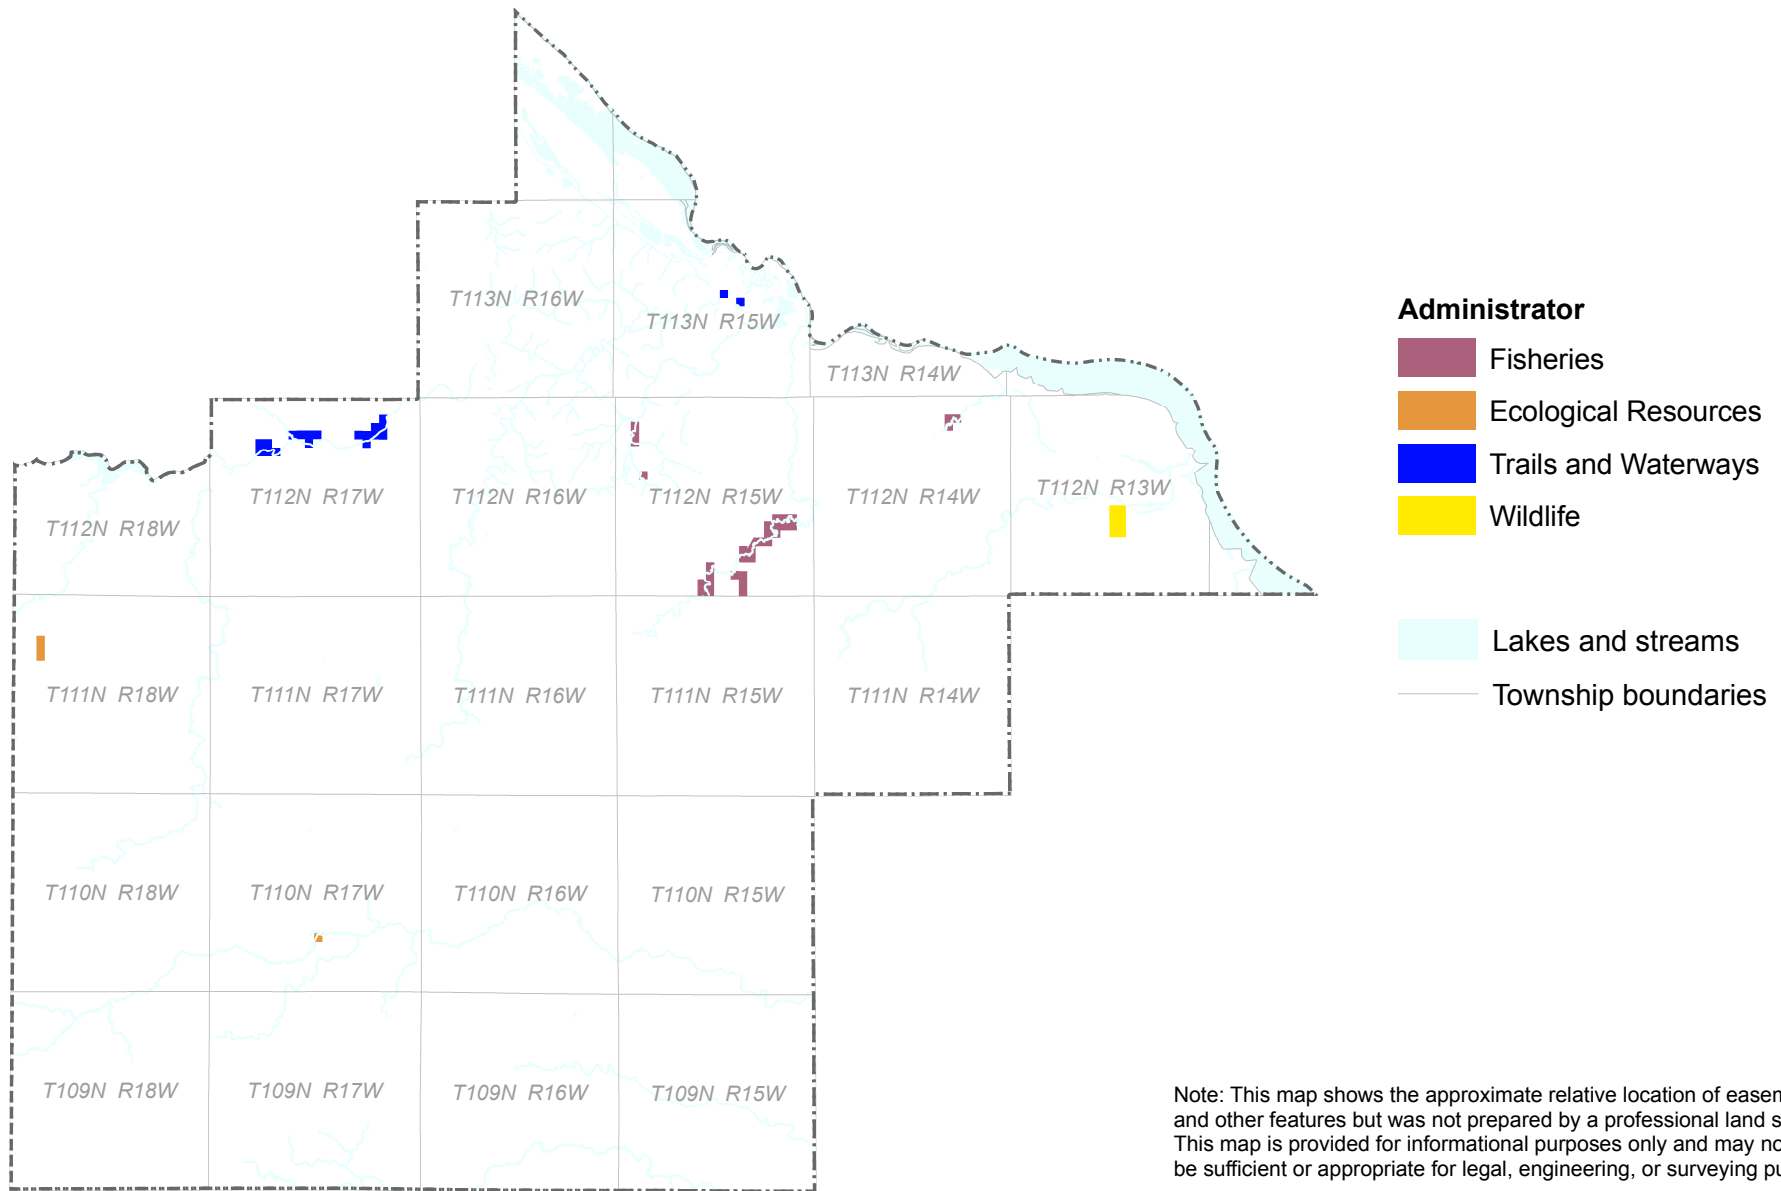 T113N R16W
T113N R15W
T113N R14W
T112N R18W
T112N R17W
T112N R16W
T112N R15W
T112N R14W
T112N R13W
T111N R18W
T111N R17W
T111N R16W
T111N R15W
T111N R14W
T110N R18W
T110N R17W
T110N R16W
T110N R15W
T109N R18W
T109N R17W
T109N R16W
T109N R15W
Administrator
Fisheries
Ecological Resources
Trails and Waterways
Wildlife
Lakes and streams
Township boundaries
Note: This map shows the approximate relative location of
and other features but was not prepared by a professional land
This map is provided for informational purposes only and may
be sufficient or appropriate for legal, engineering, or surveying